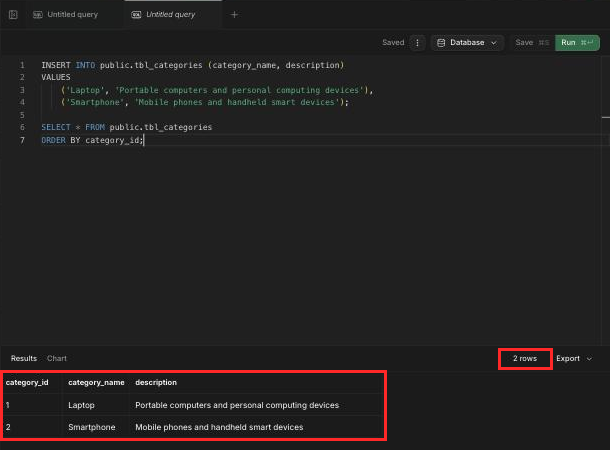 Untitled query
Untitled query
Saved
Database
Save ⌘S
Run ⌘↵
1 INSERT INTO public.tbl_categories (category_name, description)
2 VALUES
3 ('Laptop', 'Portable computers and personal computing devices'),
4 ('Smartphone', 'Mobile phones and handheld smart devices');
5
6 SELECT * FROM public.tbl_categories
7 ORDER BY category_id;
Results Chart 2 rows Export
category_id category_name description
1 Laptop Portable computers and personal computing devices
2 Smartphone Mobile phones and handheld smart devices